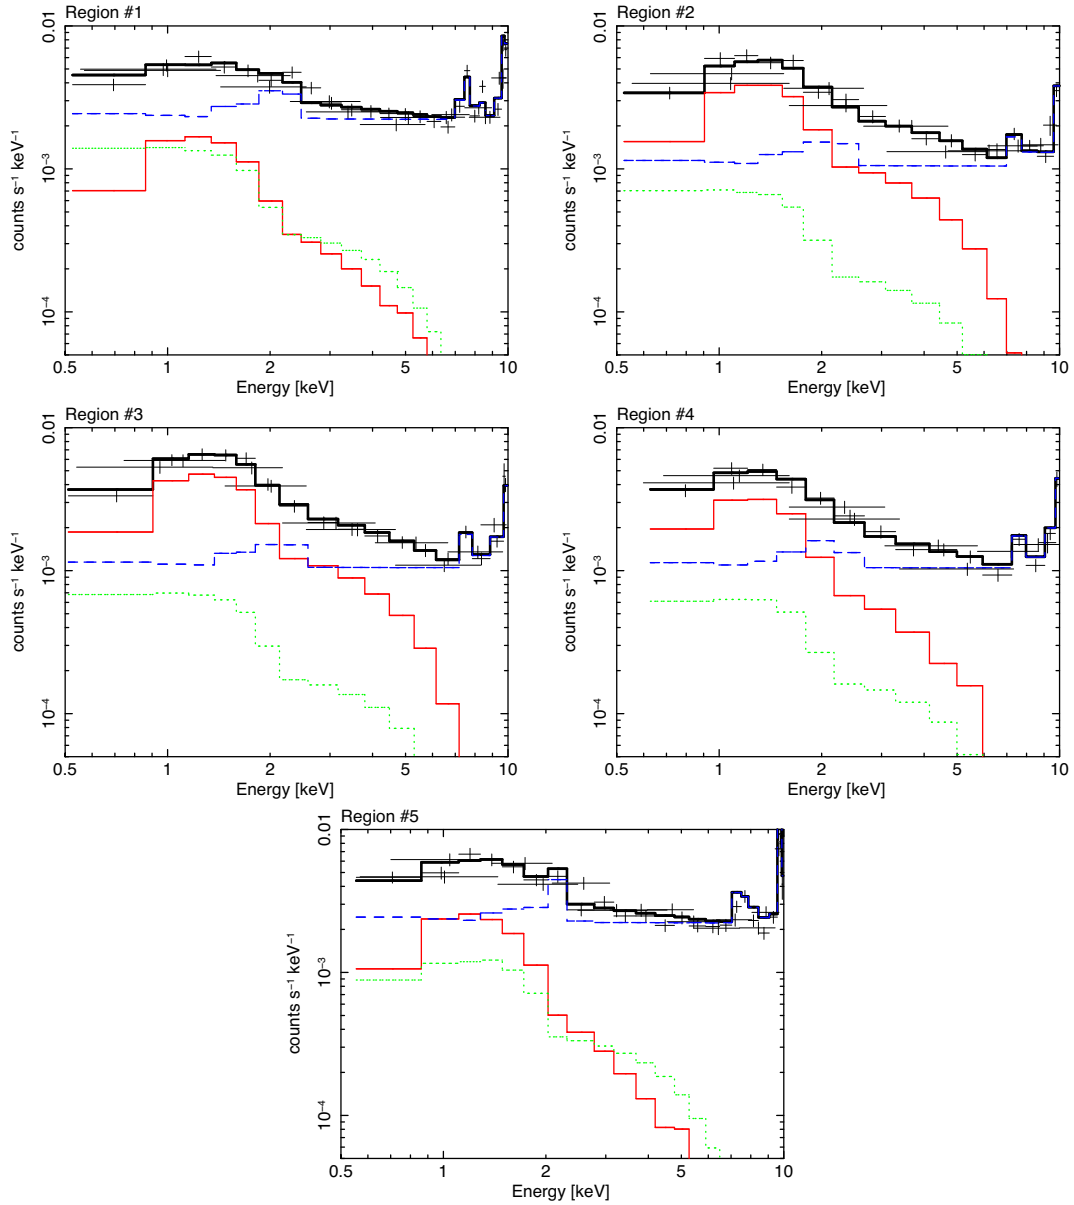 Region #1
0.01
10⁻³
10⁻⁴
counts s⁻¹ keV⁻¹
0.5 1 2 5 10
Energy [keV]
Region #2
0.01
10⁻³
10⁻⁴
counts s⁻¹ keV⁻¹
0.5 1 2 5 10
Energy [keV]
Region #3
0.01
10⁻³
10⁻⁴
counts s⁻¹ keV⁻¹
0.5 1 2 5 10
Energy [keV]
Region #4
0.01
10⁻³
10⁻⁴
counts s⁻¹ keV⁻¹
0.5 1 2 5 10
Energy [keV]
Region #5
0.01
10⁻³
10⁻⁴
counts s⁻¹ keV⁻¹
0.5 1 2 5 10
Energy [keV]